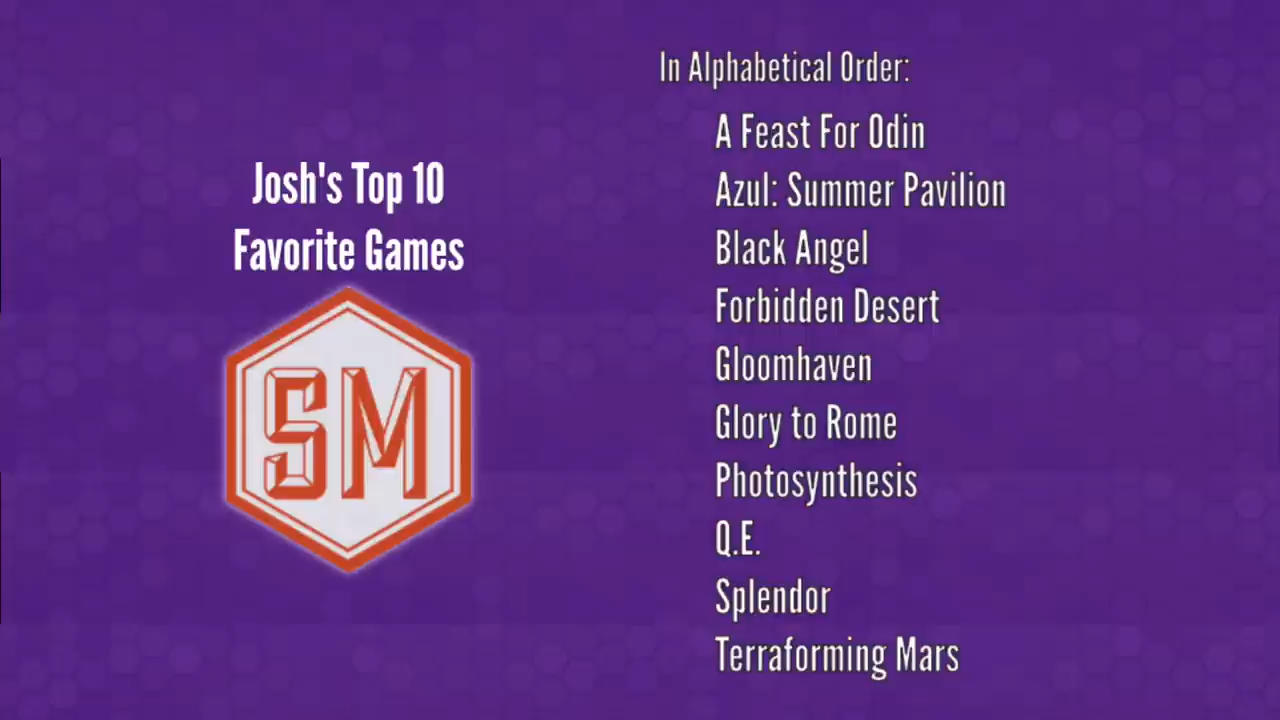 Josh's Top 10
Favorite Games
SM
In Alphabetical Order:
A Feast For Odin
Azul: Summer Pavilion
Black Angel
Forbidden Desert
Gloomhaven
Glory to Rome
Photosynthesis
Q.E.
Splendor
Terraforming Mars